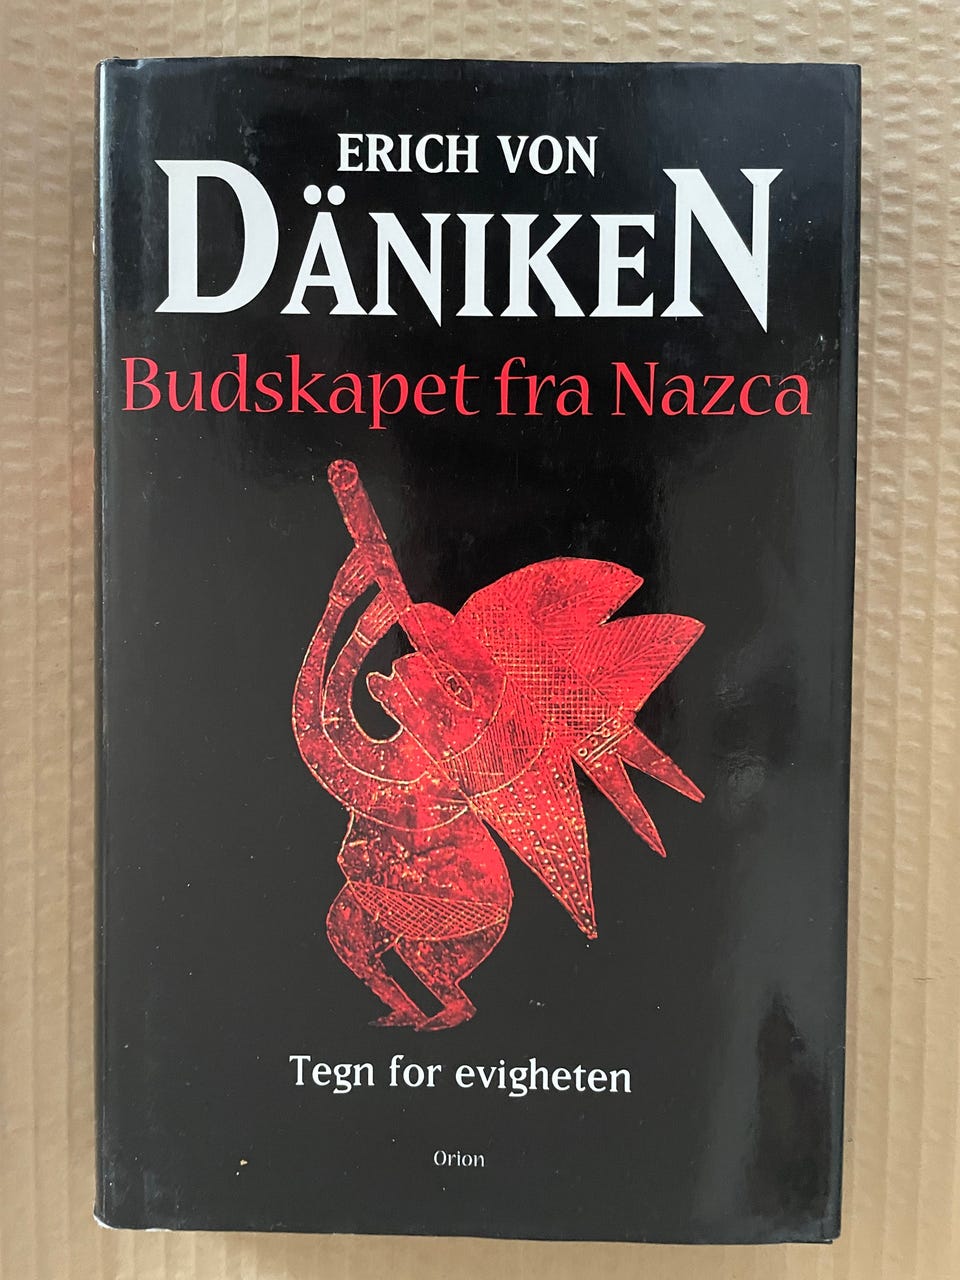 ERICH VON
DÄNIKEN
Budskapet fra Nazca
Tegn for evigheten
Orion